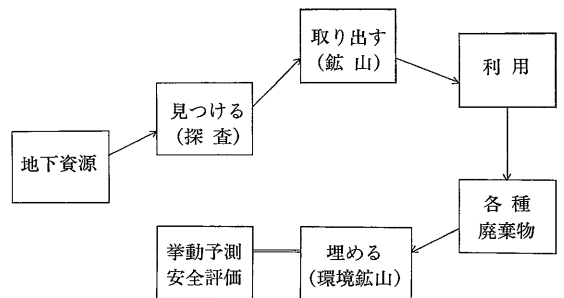 地下資源
見つける
(探 査)
取り出す
(鉱 山)
利 用
各 種
廃棄物
埋める
(環境鉱山)
挙動予測
安全評価